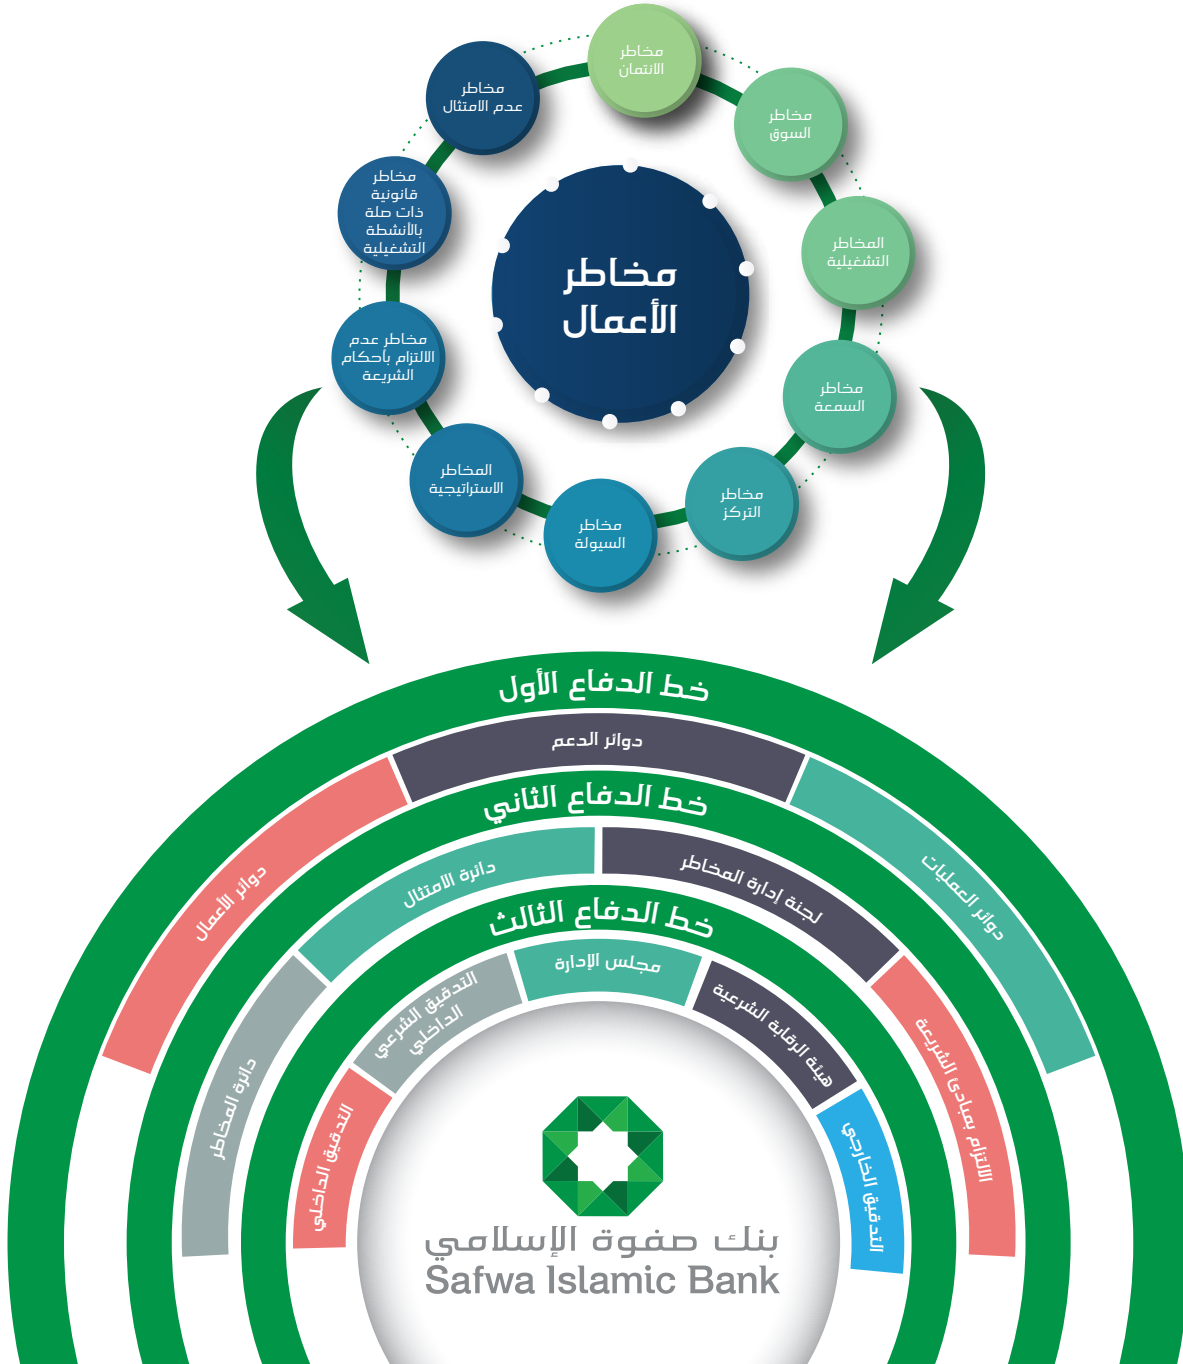 مخاطر
الائتمان
مخاطر
السوق
المخاطر
التشغيلية
مخاطر
السمعة
مخاطر
التركز
مخاطر
السيولة
المخاطر
الاستراتيجية
مخاطر عدم
الالتزام بأحكام
الشريعة
مخاطر
قانونية
ذات صلة
بالأنشطة
التشغيلية
مخاطر
عدم الامتثال
مخاطر
الأعمال
خط الدفاع الأول
دوائر العمليات
دوائر الدعم
دوائر الأعمال
خط الدفاع الثاني
الالتزام بمبادئ الشريعة
لجنة إدارة المخاطر
دائرة الامتثال
دائرة المخاطر
خط الدفاع الثالث
التدقيق الخارجي
هيئة الرقابة الشرعية
مجلس الإدارة
التدقيق الشرعي
الداخلي
التدقيق الداخلي
بنك صفوة الإسلامي
Safwa Islamic Bank